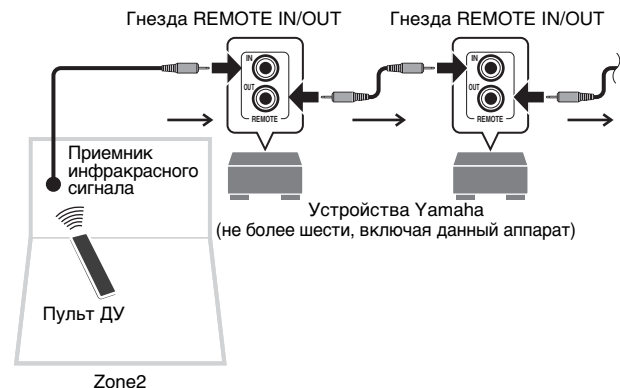 Гнезда REMOTE IN/OUT
Гнезда REMOTE IN/OUT
IN
OUT
REMOTE
IN
OUT
REMOTE
Приемник
инфракрасного
сигнала
Устройства Yamaha
(не более шести, включая данный аппарат)
Пульт ДУ
Zone2